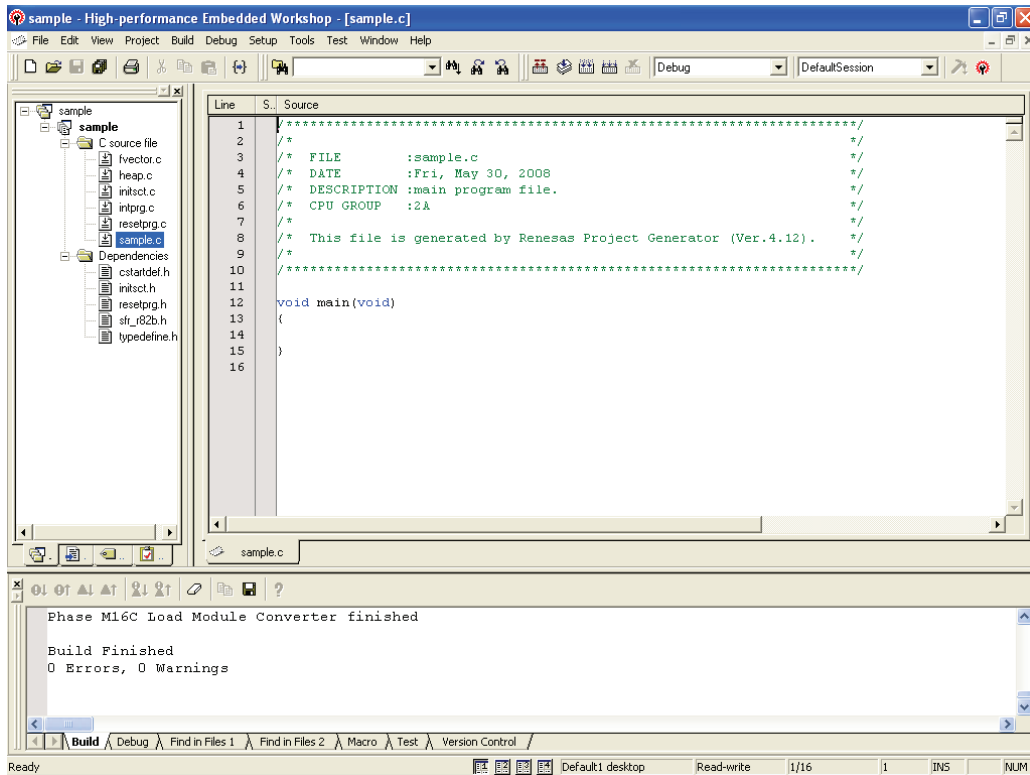 sample - High-performance Embedded Workshop - [sample.c]
File Edit View Project Build Debug Setup Tools Test Window Help
Debug DefaultSession
sample
sample
C source file
fvector.c
heap.c
initsct.c
intprg.c
resetprg.c
sample.c
Dependencies
cstartdef.h
initsct.h
resetprg.h
sfr_r82b.h
typedefine.h
Line S.. Source
1 /***********************************************************************/
2 /* */
3 /* FILE :sample.c */
4 /* DATE :Fri, May 30, 2008 */
5 /* DESCRIPTION :main program file. */
6 /* CPU GROUP :2A */
7 /* */
8 /* This file is generated by Renesas Project Generator (Ver.4.12). */
9 /* */
10 /***********************************************************************/
11
12 void main(void)
13 {
14
15 }
16
sample.c
Phase M16C Load Module Converter finished
Build Finished
0 Errors, 0 Warnings
Build Debug Find in Files 1 Find in Files 2 Macro Test Version Control
Ready 1 2 3 4 Default1 desktop Read-write 1/16 1 INS NUM